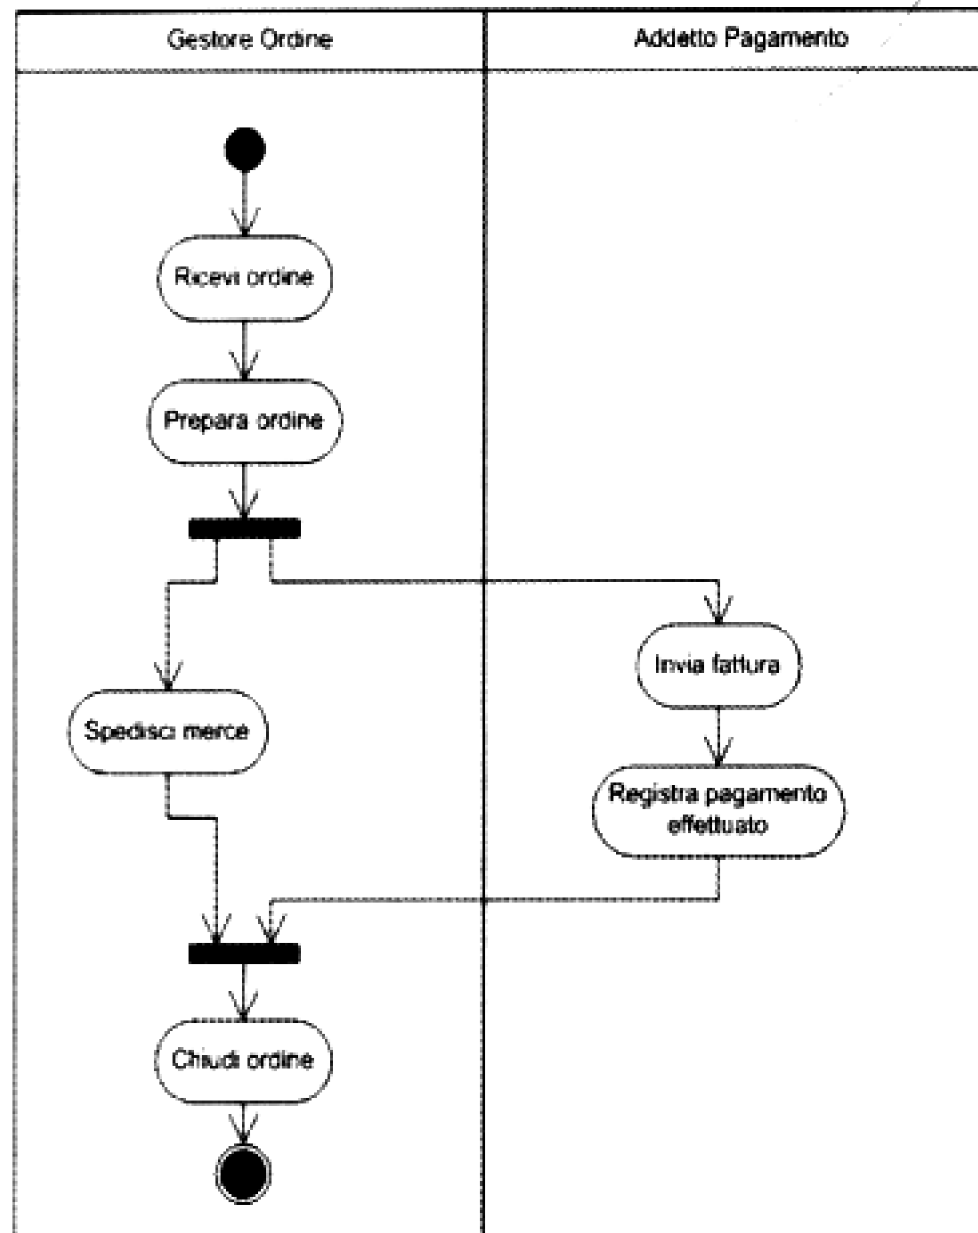 Gestore Ordine
Addetto Pagamento
Ricevi ordine
Prepara ordine
Invia fattura
Spedisci merce
Registra pagamento
effettuato
Chiudi ordine